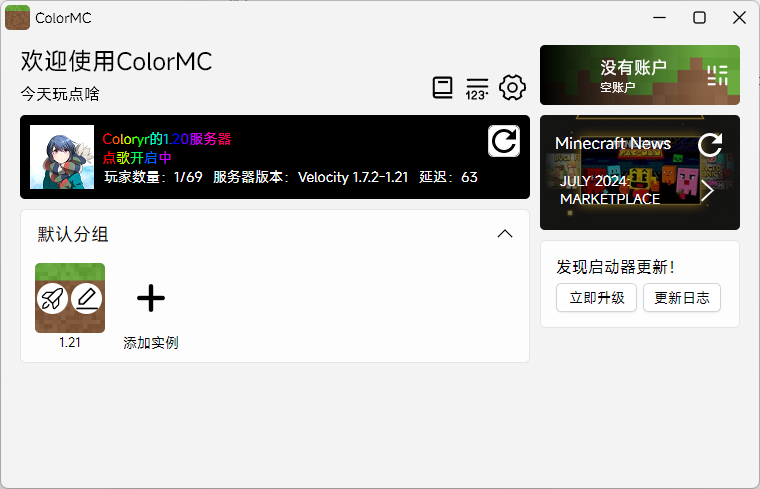 ColorMC
欢迎使用ColorMC
今天玩点啥
123
没有账户
空账户
Coloryr的1.20服务器
点歌开启中
玩家数量：1/69 服务器版本：Velocity 1.7.2-1.21 延迟：63
Minecraft News
JULY 2024:
MARKETPLACE
默认分组
1.21
添加实例
发现启动器更新！
立即升级
更新日志